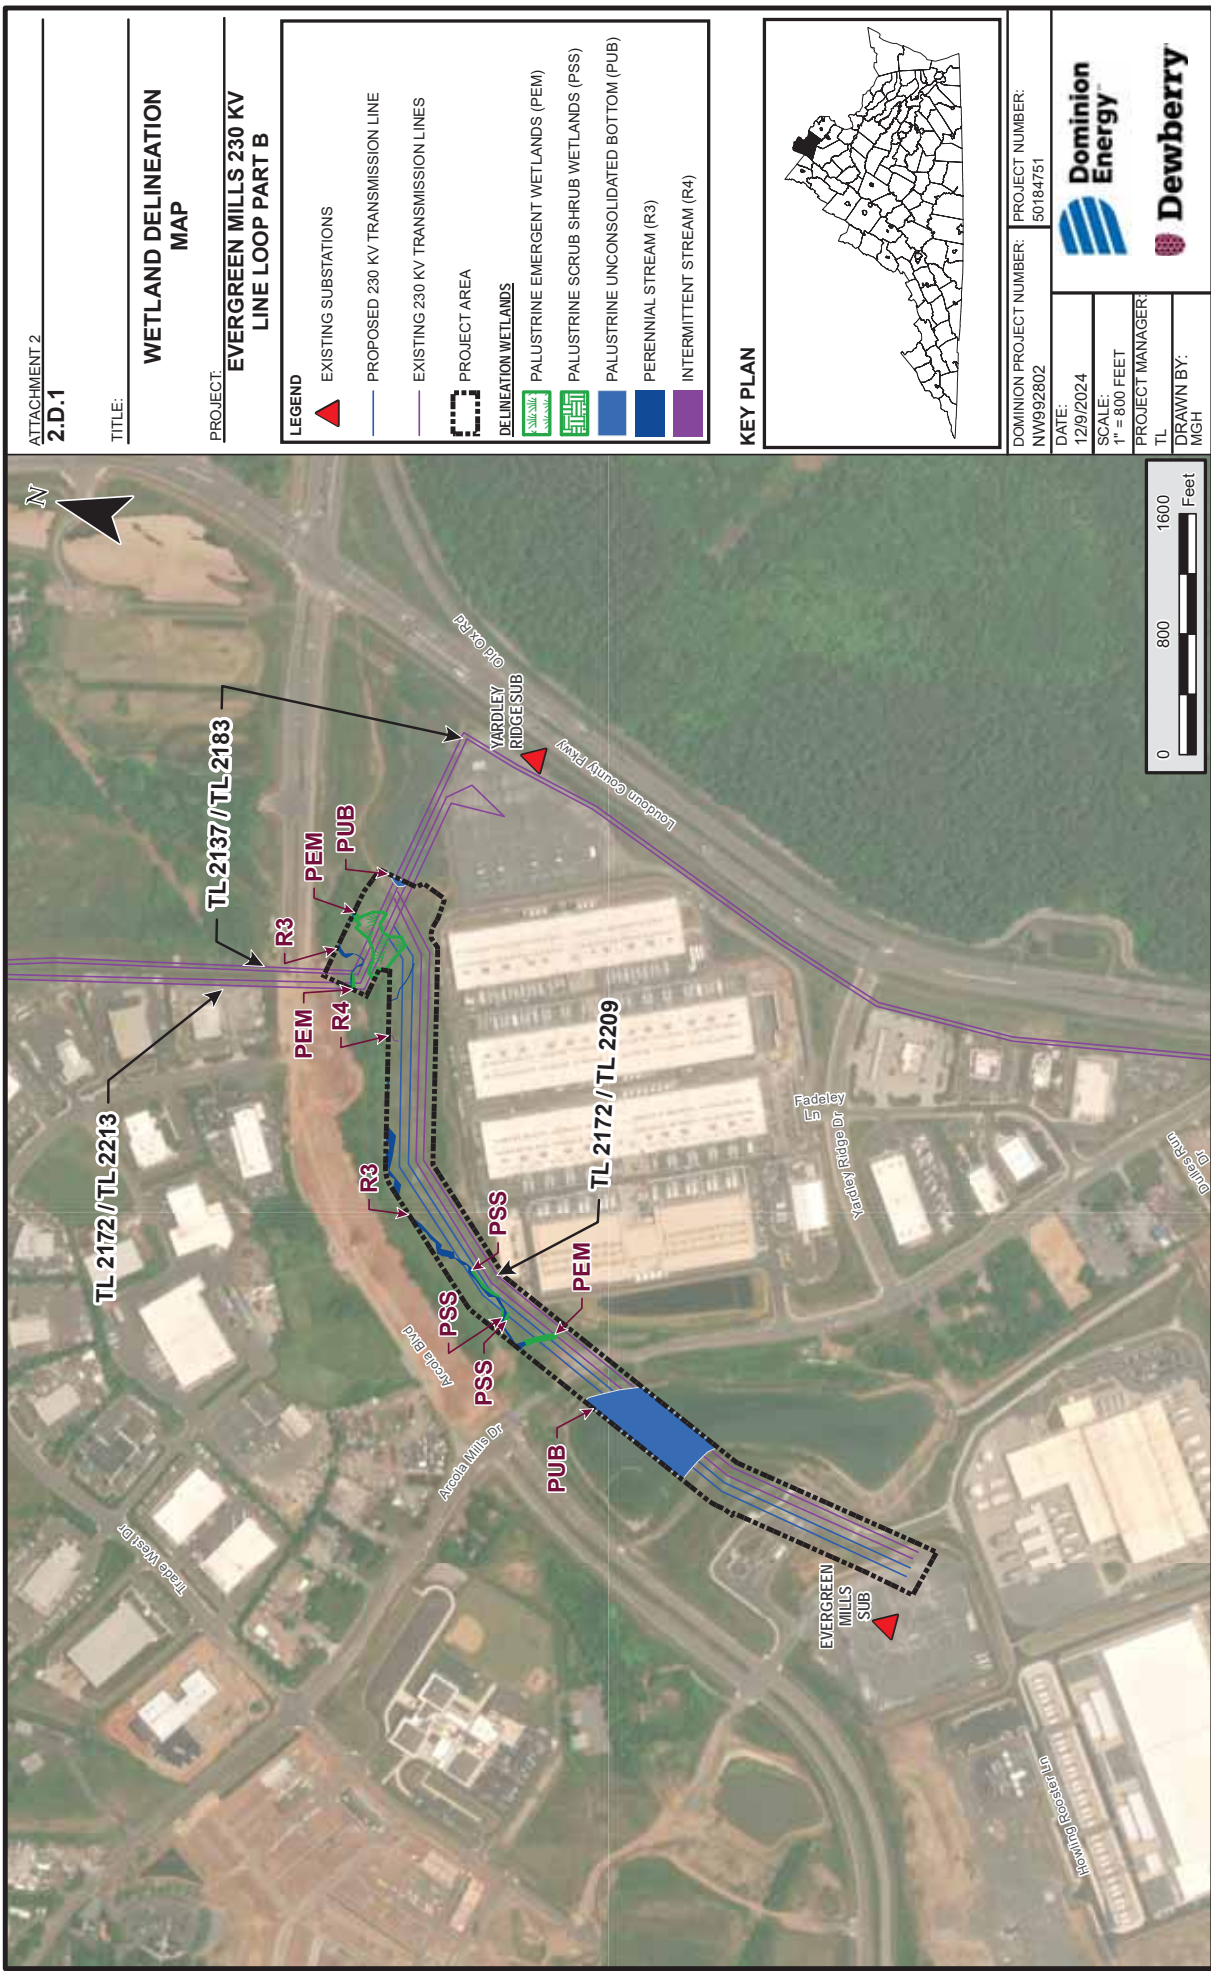 ATTACHMENT 2
2.D.1
TITLE:
WETLAND DELINEATION
MAP
PROJECT:
EVERGREEN MILLS 230 KV
LINE LOOP PART B
LEGEND
EXISTING SUBSTATIONS
PROPOSED 230 KV TRANSMISSION LINE
EXISTING 230 KV TRANSMISSION LINES
PROJECT AREA
DELINEATION WETLANDS
PALUSTRINE EMERGENT WETLANDS (PEM)
PALUSTRINE SCRUB SHRUB WETLANDS (PSS)
PALUSTRINE UNCONSOLIDATED BOTTOM (PUB)
PERENNIAL STREAM (R3)
INTERMITTENT STREAM (R4)
KEY PLAN
DOMINION PROJECT NUMBER:
NW992802
PROJECT NUMBER:
50184751
DATE:
12/9/2024
SCALE:
1" = 800 FEET
PROJECT MANAGER:
TL
DRAWN BY:
MGH
Dominion
Energy
Dewberry
N
TL 2172 / TL 2213
TL 2137 / TL 2183
R3
PEM
PUB
PEM
R4
R3
PSS
PSS
PSS
PEM
PUB
TL 2172 / TL 2209
YARDLEY
RIDGE SUB
EVERGREEN
MILLS
SUB
Old Ox Rd
Loudoun County Pkwy
Arcola Blvd
Arcola Mills Dr
Trade West Dr
Fadeley
Ln
Yardley Ridge Dr
Dulles Run
Dr
Howling Rooster Ln
0
800
1600
Feet